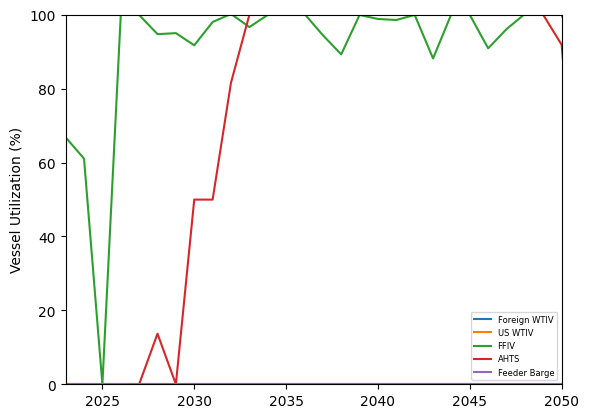 Vessel Utilization (%)
100
80
60
40
20
0
2025 2030 2035 2040 2045 2050
Foreign WTIV
US WTIV
FFIV
AHTS
Feeder Barge